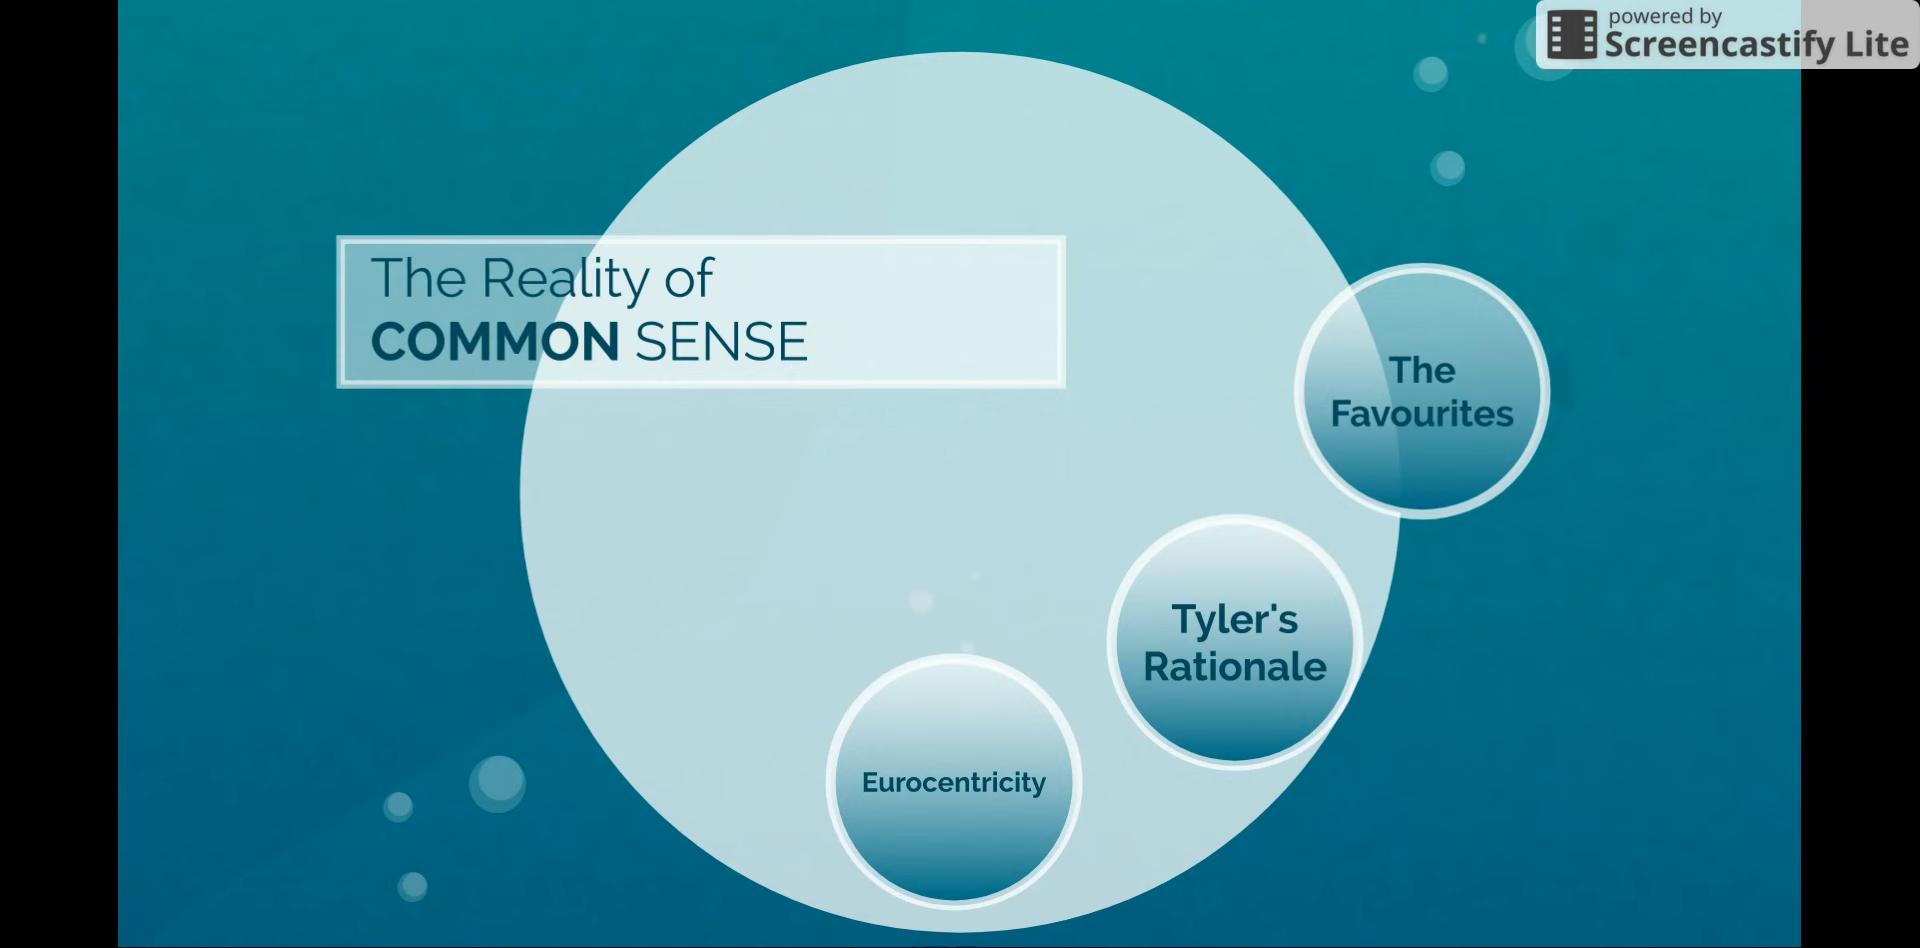 powered by
Screencastify Lite
The Reality of
COMMON SENSE
The
Favourites
Tyler's
Rationale
Eurocentricity